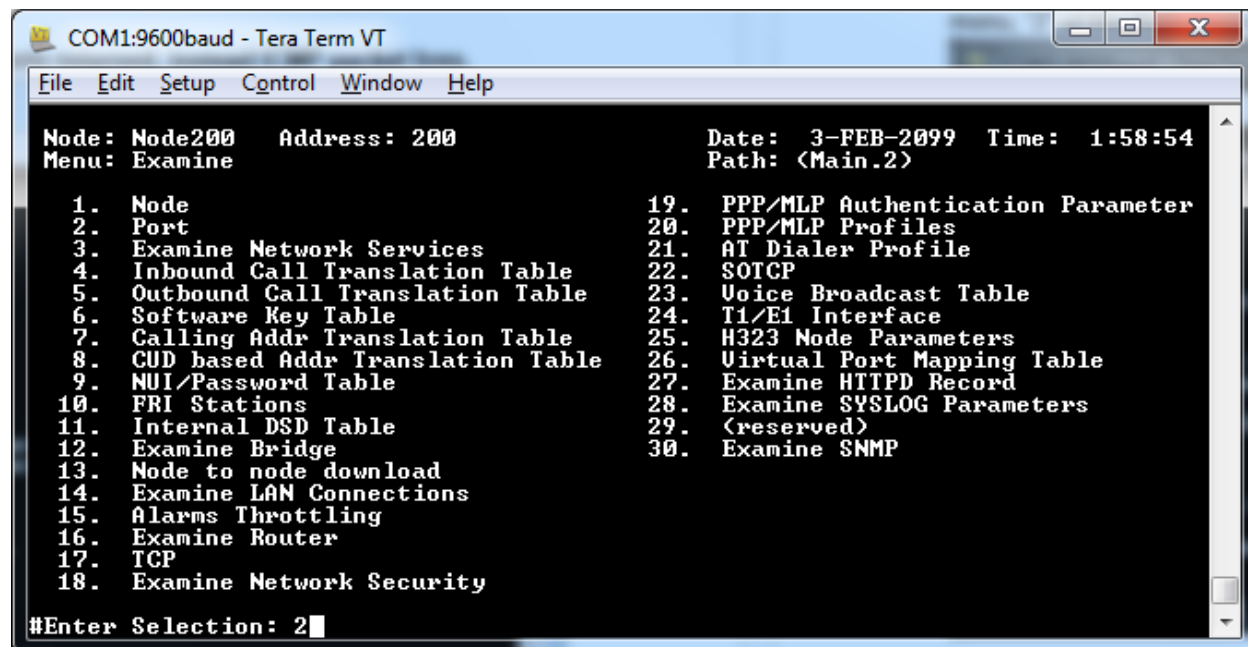 COM1:9600baud - Tera Term VT
File Edit Setup Control Window Help
Node: Node200 Address: 200 Date: 3-FEB-2099 Time: 1:58:54
Menu: Examine Path: (Main.2)
1. Node 19. PPP/MLP Authentication Parameter
2. Port 20. PPP/MLP Profiles
3. Examine Network Services 21. AT Dialer Profile
4. Inbound Call Translation Table 22. SOTCP
5. Outbound Call Translation Table 23. Voice Broadcast Table
6. Software Key Table 24. T1/E1 Interface
7. Calling Addr Translation Table 25. H323 Node Parameters
8. CUD based Addr Translation Table 26. Virtual Port Mapping Table
9. NUI/Password Table 27. Examine HTTPD Record
10. FRI Stations 28. Examine SYSLOG Parameters
11. Internal DSD Table 29. (reserved)
12. Examine Bridge 30. Examine SNMP
13. Node to node download
14. Examine LAN Connections
15. Alarms Throttling
16. Examine Router
17. TCP
18. Examine Network Security
#Enter Selection: 2